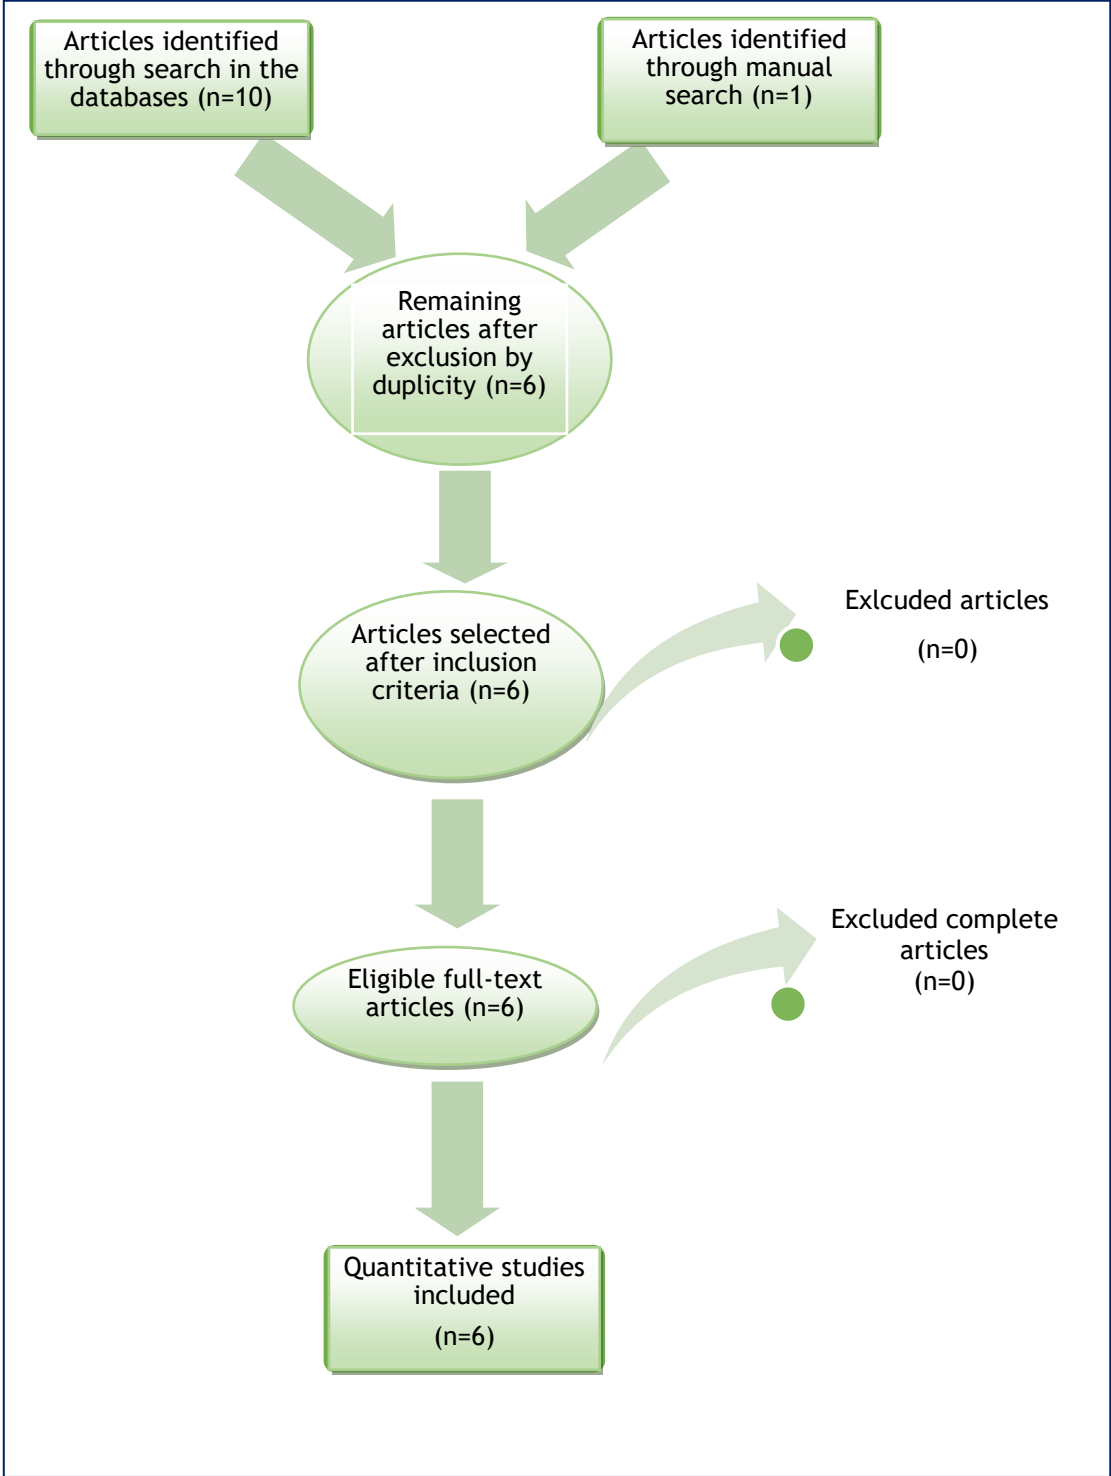 Articles identified
through search in the
databases (n=10)
Articles identified
through manual
search (n=1)
Remaining
articles after
exclusion by
duplicity (n=6)
Articles selected
after inclusion
criteria (n=6)
Exlcuded articles
(n=0)
Eligible full-text
articles (n=6)
Excluded complete
articles
(n=0)
Quantitative studies
included
(n=6)